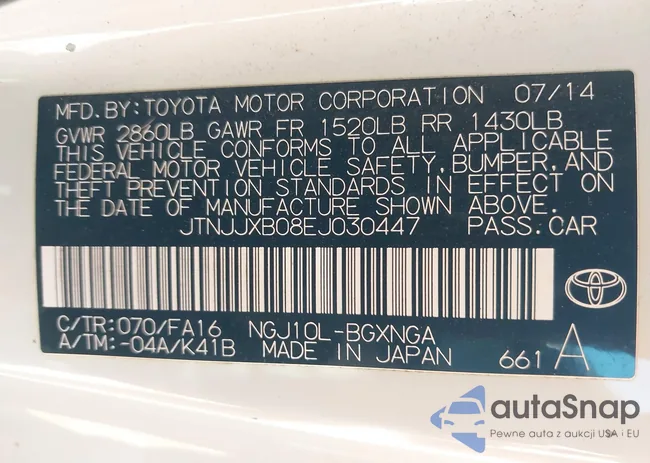 MFD. BY: TOYOTA MOTOR CORPORATION 07/14
GVWR 2860LB GAWR FR 1520LB RR 1430LB
THIS VEHICLE CONFORMS TO ALL APPLICABLE
FEDERAL MOTOR VEHICLE SAFETY, BUMPER, AND
THEFT PREVENTION STANDARDS IN EFFECT ON
THE DATE OF MANUFACTURE SHOWN ABOVE.
JTNJJXB08EJ030447 PASS. CAR
C/TR: 070/FA16 NGJ10L-BGXNGA
A/TM: -04A/K41B MADE IN JAPAN
661 A
autoSnap
Pewne auta z aukcji USA i EU